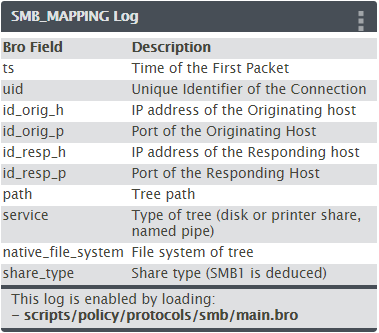 SMB_MAPPING Log
Bro Field Description
ts Time of the First Packet
uid Unique Identifier of the Connection
id_orig_h IP address of the Originating host
id_orig_p Port of the Originating Host
id_resp_h IP address of the Responding host
id_resp_p Port of the Responding Host
path Tree path
service Type of tree (disk or printer share,
named pipe)
native_file_system File system of tree
share_type Share type (SMB1 is deduced)
This log is enabled by loading:
– scripts/policy/protocols/smb/main.bro